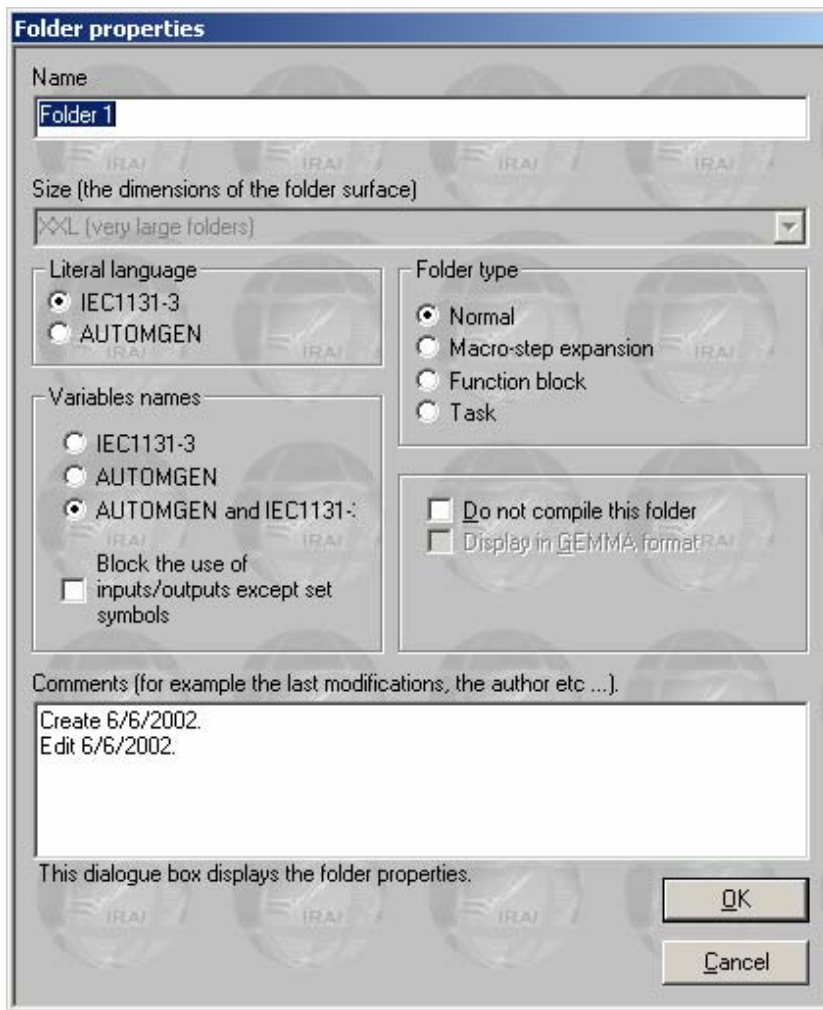 Folder properties
Name
Folder 1
Size (the dimensions of the folder surface)
XXL (very large folders)
Literal language
IEC1131-3
AUTOMGEN
Folder type
Normal
Macro-step expansion
Function block
Task
Variables names
IEC1131-3
AUTOMGEN
AUTOMGEN and IEC1131-
Block the use of
inputs/outputs except set
symbols
Do not compile this folder
Display in GEMMA format
Comments (for example the last modifications, the author etc ...).
Create 6/6/2002.
Edit 6/6/2002.
This dialogue box displays the folder properties.
OK
Cancel